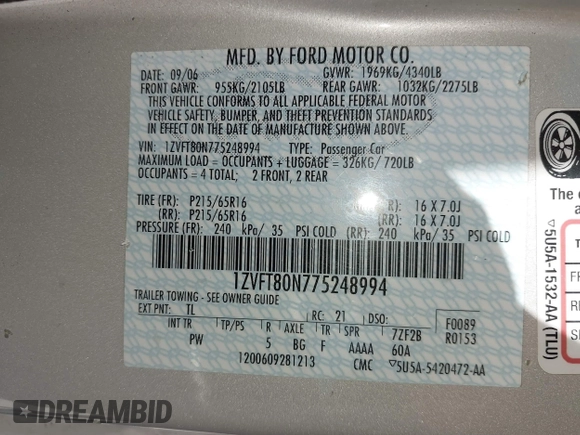 MFD. BY FORD MOTOR CO.
DATE: 09/06 GVWR: 1969KG/4340LB
FRONT GAWR: 955KG/2105LB REAR GAWR: 1032KG/2275LB
THIS VEHICLE CONFORMS TO ALL APPLICABLE FEDERAL MOTOR
VEHICLE SAFETY, BUMPER, AND THEFT PREVENTION STANDARDS
IN EFFECT ON THE DATE OF MANUFACTURE SHOWN ABOVE.
VIN: 1ZVFT80N775248994 TYPE: Passenger Car
MAXIMUM LOAD = OCCUPANTS + LUGGAGE = 326KG/ 720LB
OCCUPANTS = 4 TOTAL; 2 FRONT, 2 REAR
TIRE (FR): P215/65R16 RIM (FR): 16 X 7.0J
(RR): P215/65R16 (RR): 16 X 7.0J
PRESSURE (FR): 240 kPa/ 35 PSI COLD (RR): 240 kPa/ 35 PSI COLD
1ZVFT80N775248994
TRAILER TOWING - SEE OWNER GUIDE
EXT PNT: TL RC: 21 DSO: F0089
INT TR TP/PS R AXLE TR SPR 7ZF2B R0153
PW 5 BG F AAAA 60A
1200609281213 CMC ▽5U5A-5420472-AA
The
▽5U5A-1532-AA (TLU)
DREAMBID